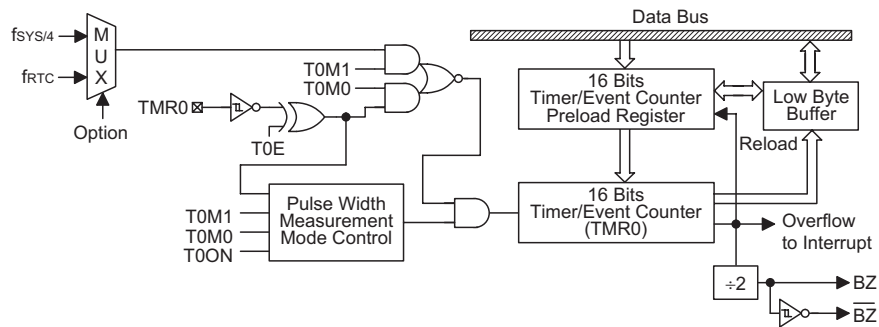 Data Bus
fSYS/4
fRTC
M
U
X
Option
TMR0
T0E
T0M1
T0M0
16 Bits
Timer/Event Counter
Preload Register
Low Byte
Buffer
Reload
T0M1
T0M0
T0ON
Pulse Width
Measurement
Mode Control
16 Bits
Timer/Event Counter
(TMR0)
Overflow
to Interrupt
÷2
BZ
B̅Z̅